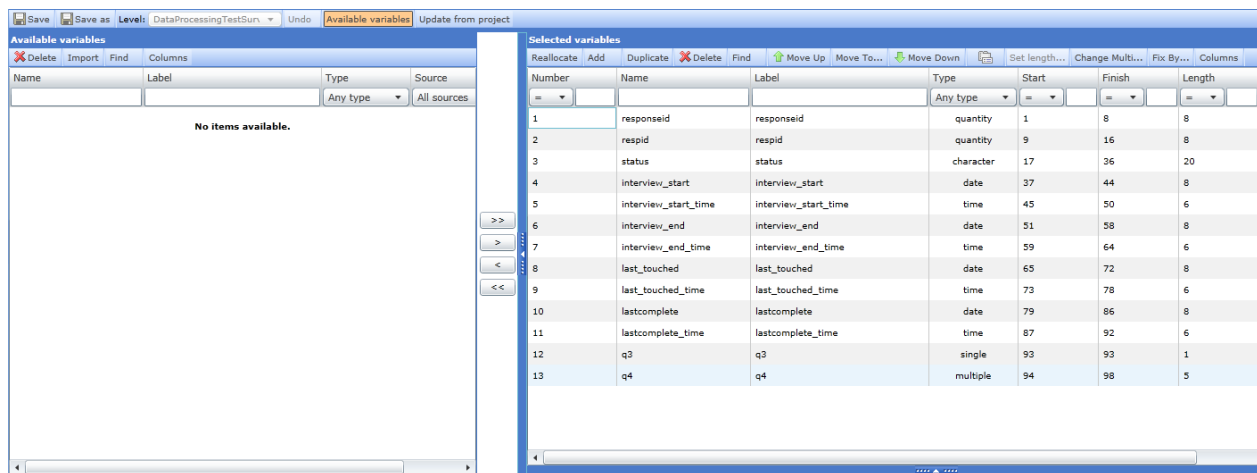 Save Save as Level: DataProcessingTestSurv Undo Available variables Update from project
Available variables
Delete Import Find Columns
Name Label Type Source
Any type All sources
No items available.
>>
>
<
<<
Selected variables
Reallocate Add Duplicate Delete Find Move Up Move To... Move Down Set length... Change Multi... Fix By... Columns
Number Name Label Type Start Finish Length
= Any type = = =
1 responseid responseid quantity 1 8 8
2 respid respid quantity 9 16 8
3 status status character 17 36 20
4 interview_start interview_start date 37 44 8
5 interview_start_time interview_start_time time 45 50 6
6 interview_end interview_end date 51 58 8
7 interview_end_time interview_end_time time 59 64 6
8 last_touched last_touched date 65 72 8
9 last_touched_time last_touched_time time 73 78 6
10 lastcomplete lastcomplete date 79 86 8
11 lastcomplete_time lastcomplete_time time 87 92 6
12 q3 q3 single 93 93 1
13 q4 q4 multiple 94 98 5